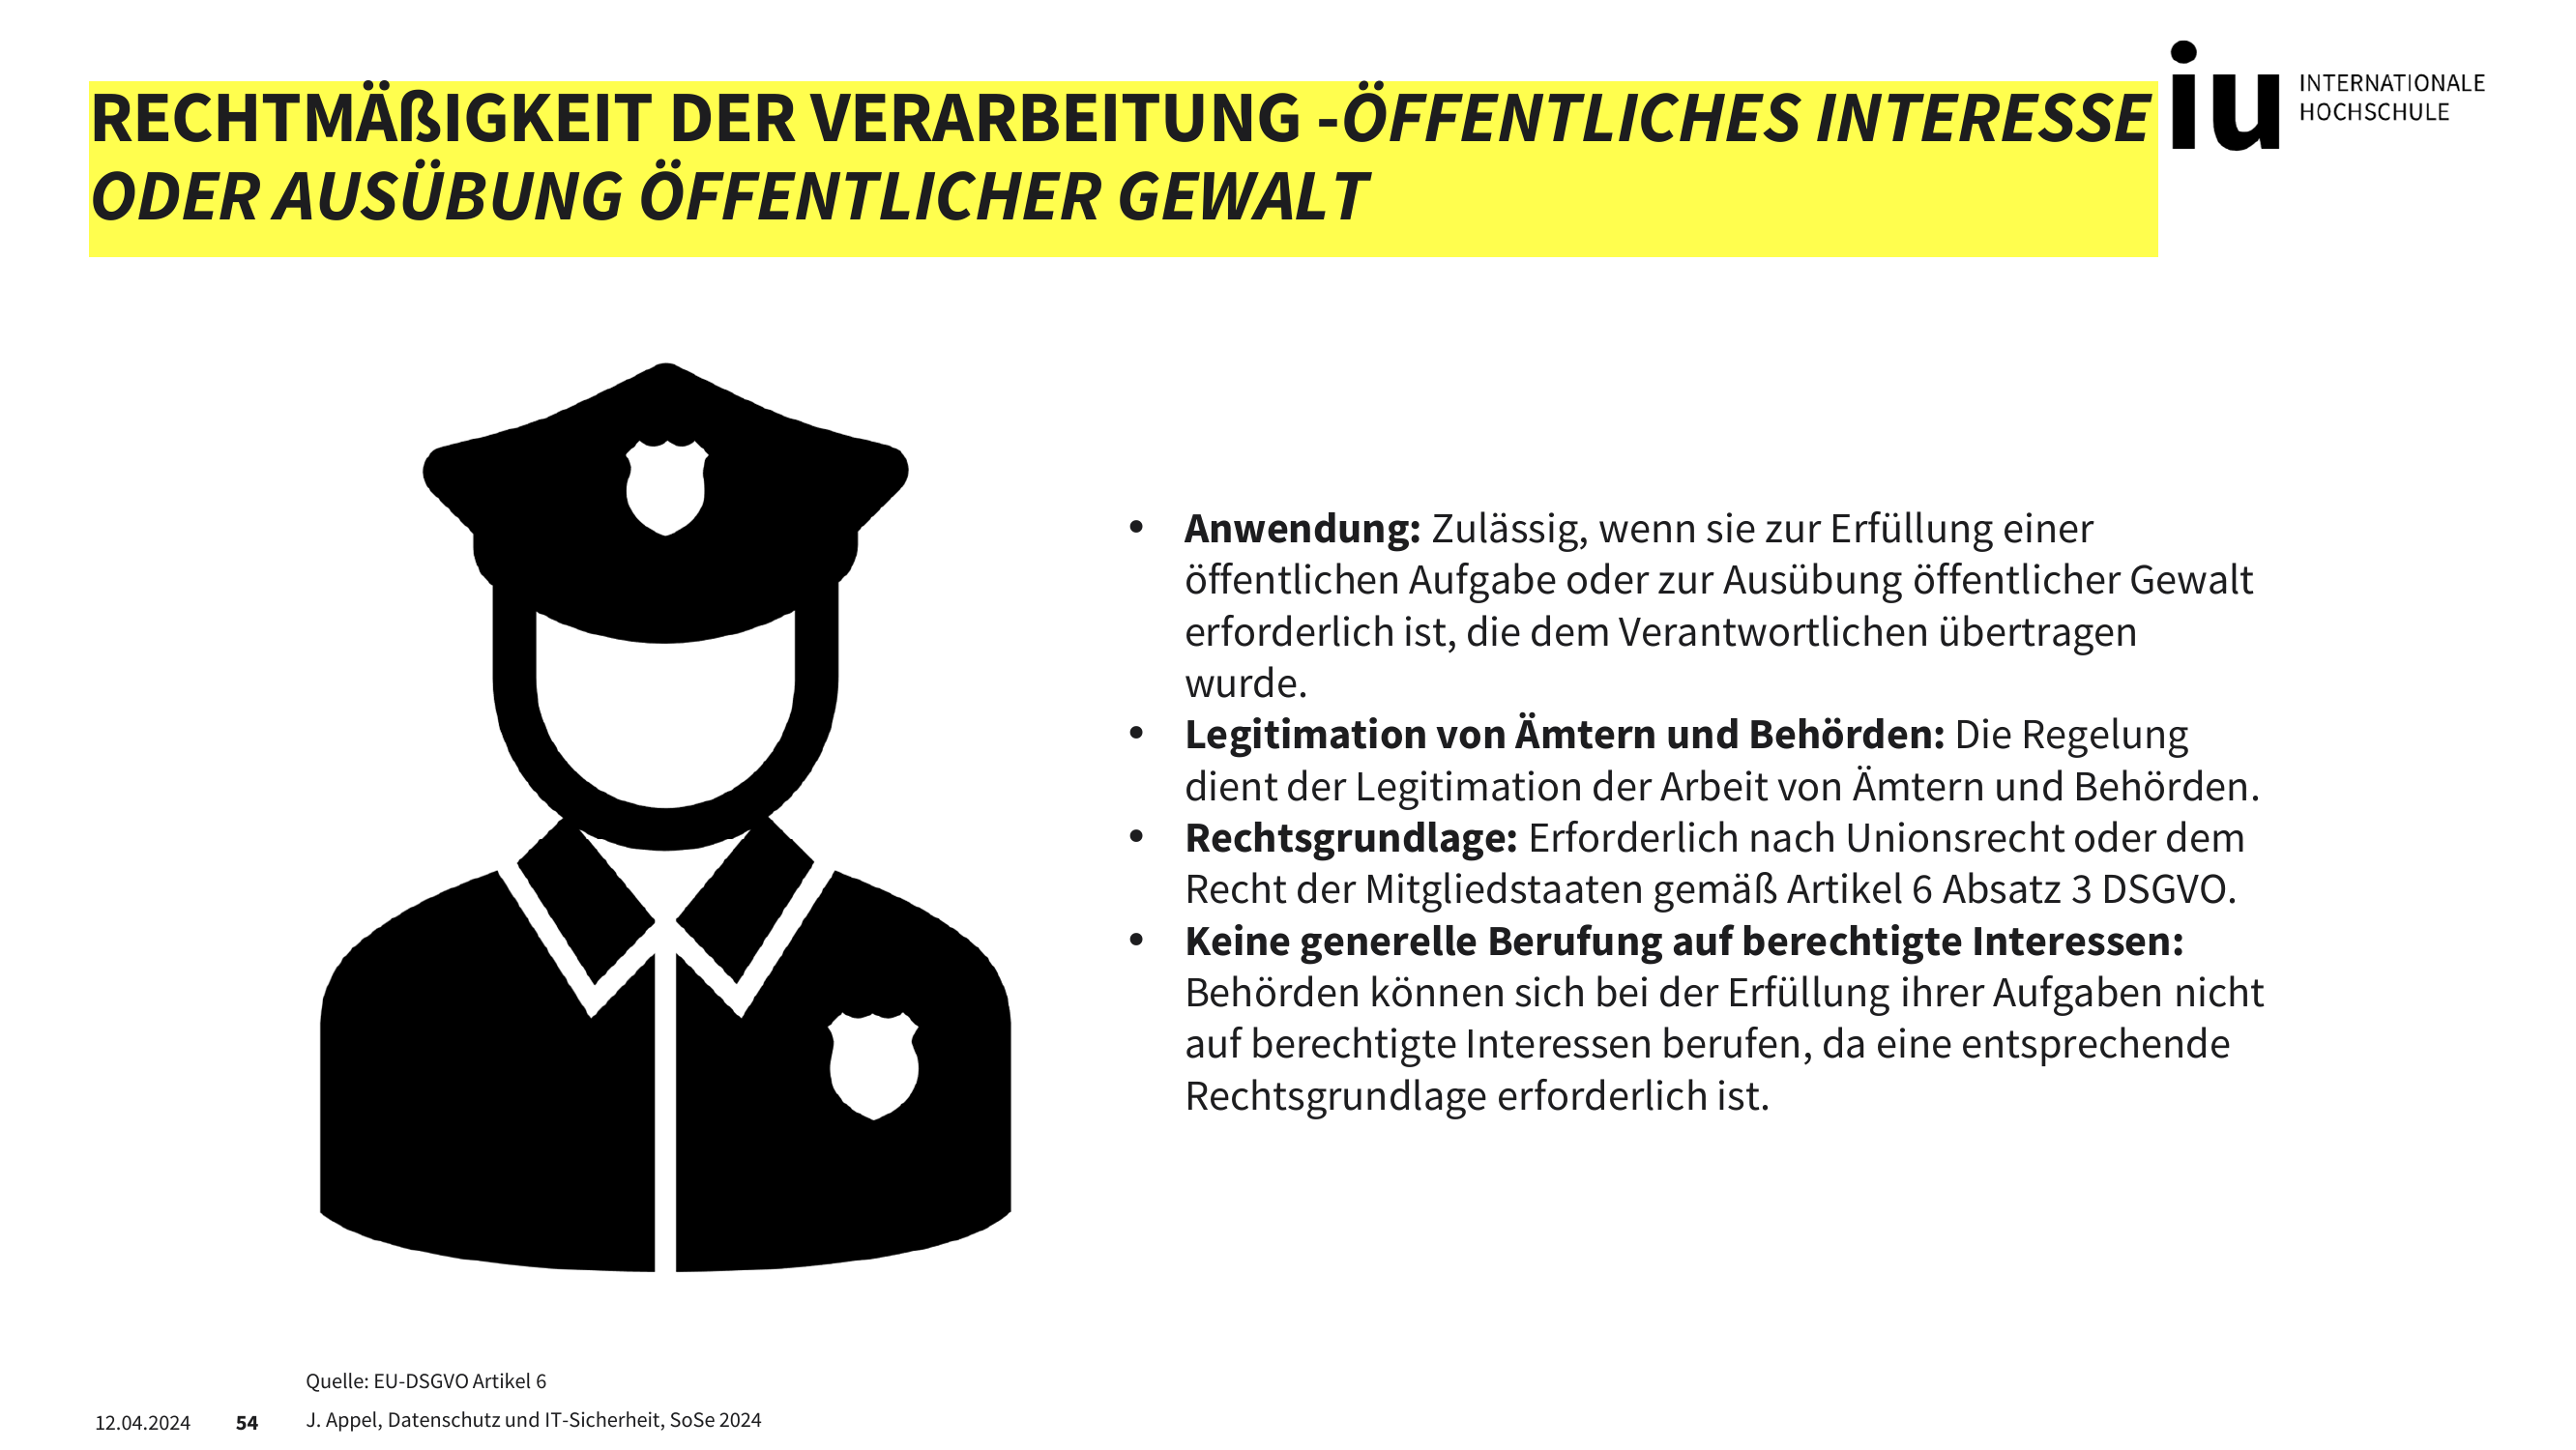 RECHTMÄßIGKEIT DER VERARBEITUNG -ÖFFENTLICHES INTERESSE
ODER AUSÜBUNG ÖFFENTLICHER GEWALT
iu INTERNATIONALE
HOCHSCHULE
• Anwendung: Zulässig, wenn sie zur Erfüllung einer
öffentlichen Aufgabe oder zur Ausübung öffentlicher Gewalt
erforderlich ist, die dem Verantwortlichen übertragen
wurde.
• Legitimation von Ämtern und Behörden: Die Regelung
dient der Legitimation der Arbeit von Ämtern und Behörden.
• Rechtsgrundlage: Erforderlich nach Unionsrecht oder dem
Recht der Mitgliedstaaten gemäß Artikel 6 Absatz 3 DSGVO.
• Keine generelle Berufung auf berechtigte Interessen:
Behörden können sich bei der Erfüllung ihrer Aufgaben nicht
auf berechtigte Interessen berufen, da eine entsprechende
Rechtsgrundlage erforderlich ist.
Quelle: EU-DSGVO Artikel 6
12.04.2024 54 J. Appel, Datenschutz und IT-Sicherheit, SoSe 2024